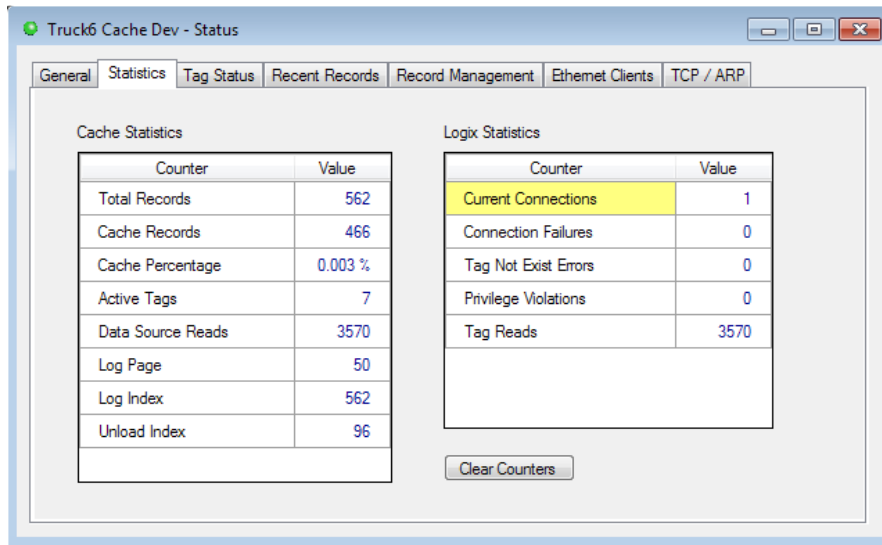 Truck6 Cache Dev - Status
General Statistics Tag Status Recent Records Record Management Ethernet Clients TCP / ARP
Cache Statistics
Counter Value
Total Records 562
Cache Records 466
Cache Percentage 0.003 %
Active Tags 7
Data Source Reads 3570
Log Page 50
Log Index 562
Unload Index 96
Logix Statistics
Counter Value
Current Connections 1
Connection Failures 0
Tag Not Exist Errors 0
Privilege Violations 0
Tag Reads 3570
Clear Counters